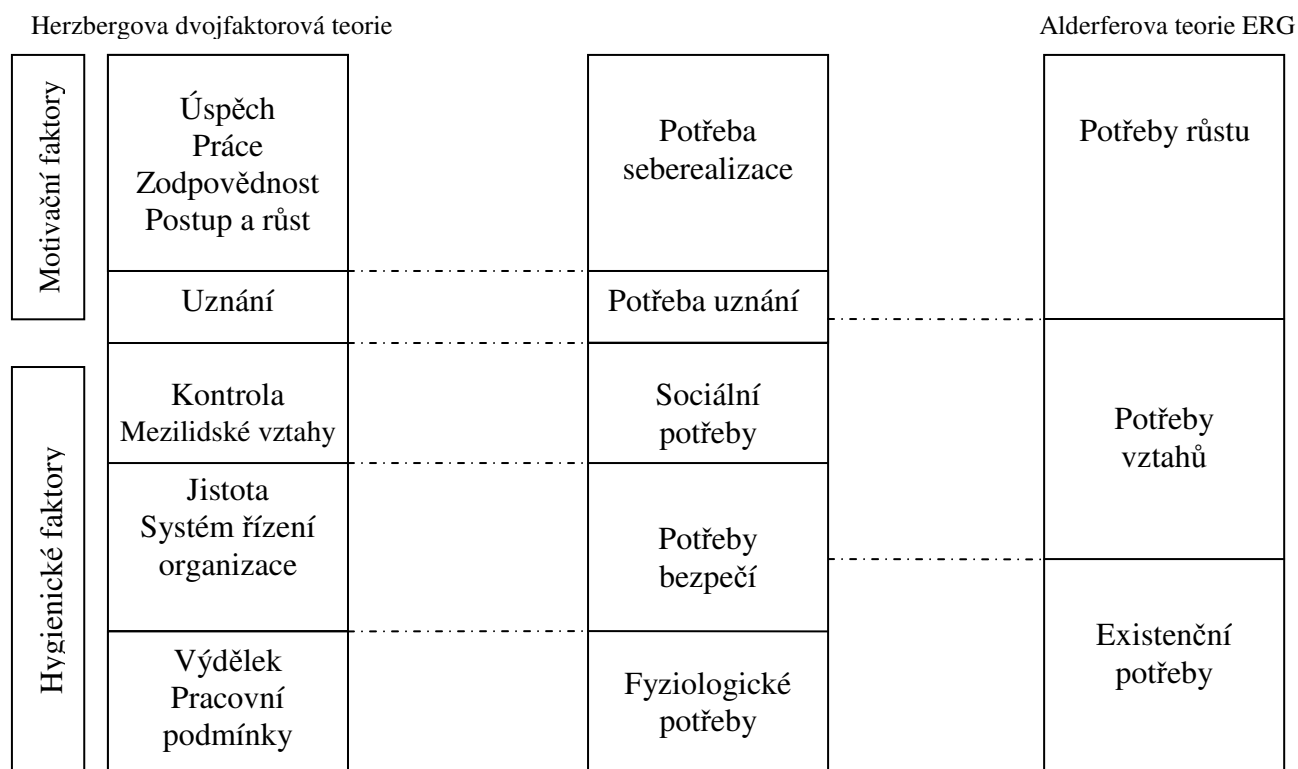 Herzbergova dvojfaktorová teorie
Alderferova teorie ERG
Motivační faktory
Úspěch
Práce
Zodpovědnost
Postup a růst
Potřeba
seberealizace
Potřeby růstu
Uznání
Potřeba uznání
Hygienické faktory
Kontrola
Mezilidské vztahy
Sociální
potřeby
Potřeby
vztahů
Jistota
Systém řízení
organizace
Potřeby
bezpečí
Existenční
potřeby
Výdělek
Pracovní
podmínky
Fyziologické
potřeby